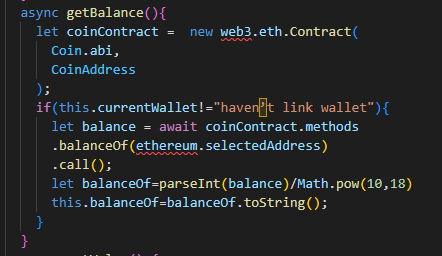 async getBalance(){
let coinContract =  new web3.eth.Contract(
Coin.abi,
CoinAddress
);
if(this.currentWallet!="haven’t link wallet"){
let balance = await coinContract.methods
.balanceOf(ethereum.selectedAddress)
.call();
let balanceOf=parseInt(balance)/Math.pow(10,18)
this.balanceOf=balanceOf.toString();
}
}